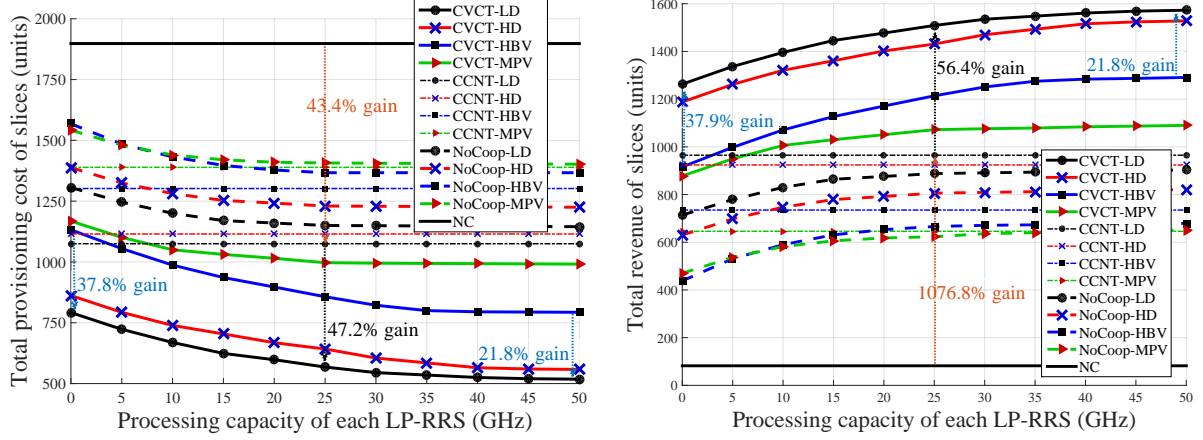 Total provisioning cost of slices (units)
2000
1750
1500
1250
1000
750
500
0
5
10
15
20
25
30
35
40
45
50
Processing capacity of each LP-RRS (GHz)
CVCT-LD
CVCT-HD
CVCT-HBV
CVCT-MPV
CCNT-LD
CCNT-HD
CCNT-HBV
CCNT-MPV
NoCoop-LD
NoCoop-HD
NoCoop-HBV
NoCoop-MPV
NC
43.4% gain
37.8% gain
47.2% gain
21.8% gain
Total revenue of slices (units)
1600
1400
1200
1000
800
600
400
200
0
0
5
10
15
20
25
30
35
40
45
50
Processing capacity of each LP-RRS (GHz)
56.4% gain
21.8% gain
37.9% gain
1076.8% gain
CVCT-LD
CVCT-HD
CVCT-HBV
CVCT-MPV
CCNT-LD
CCNT-HD
CCNT-HBV
CCNT-MPV
NoCoop-LD
NoCoop-HD
NoCoop-HBV
NoCoop-MPV
NC